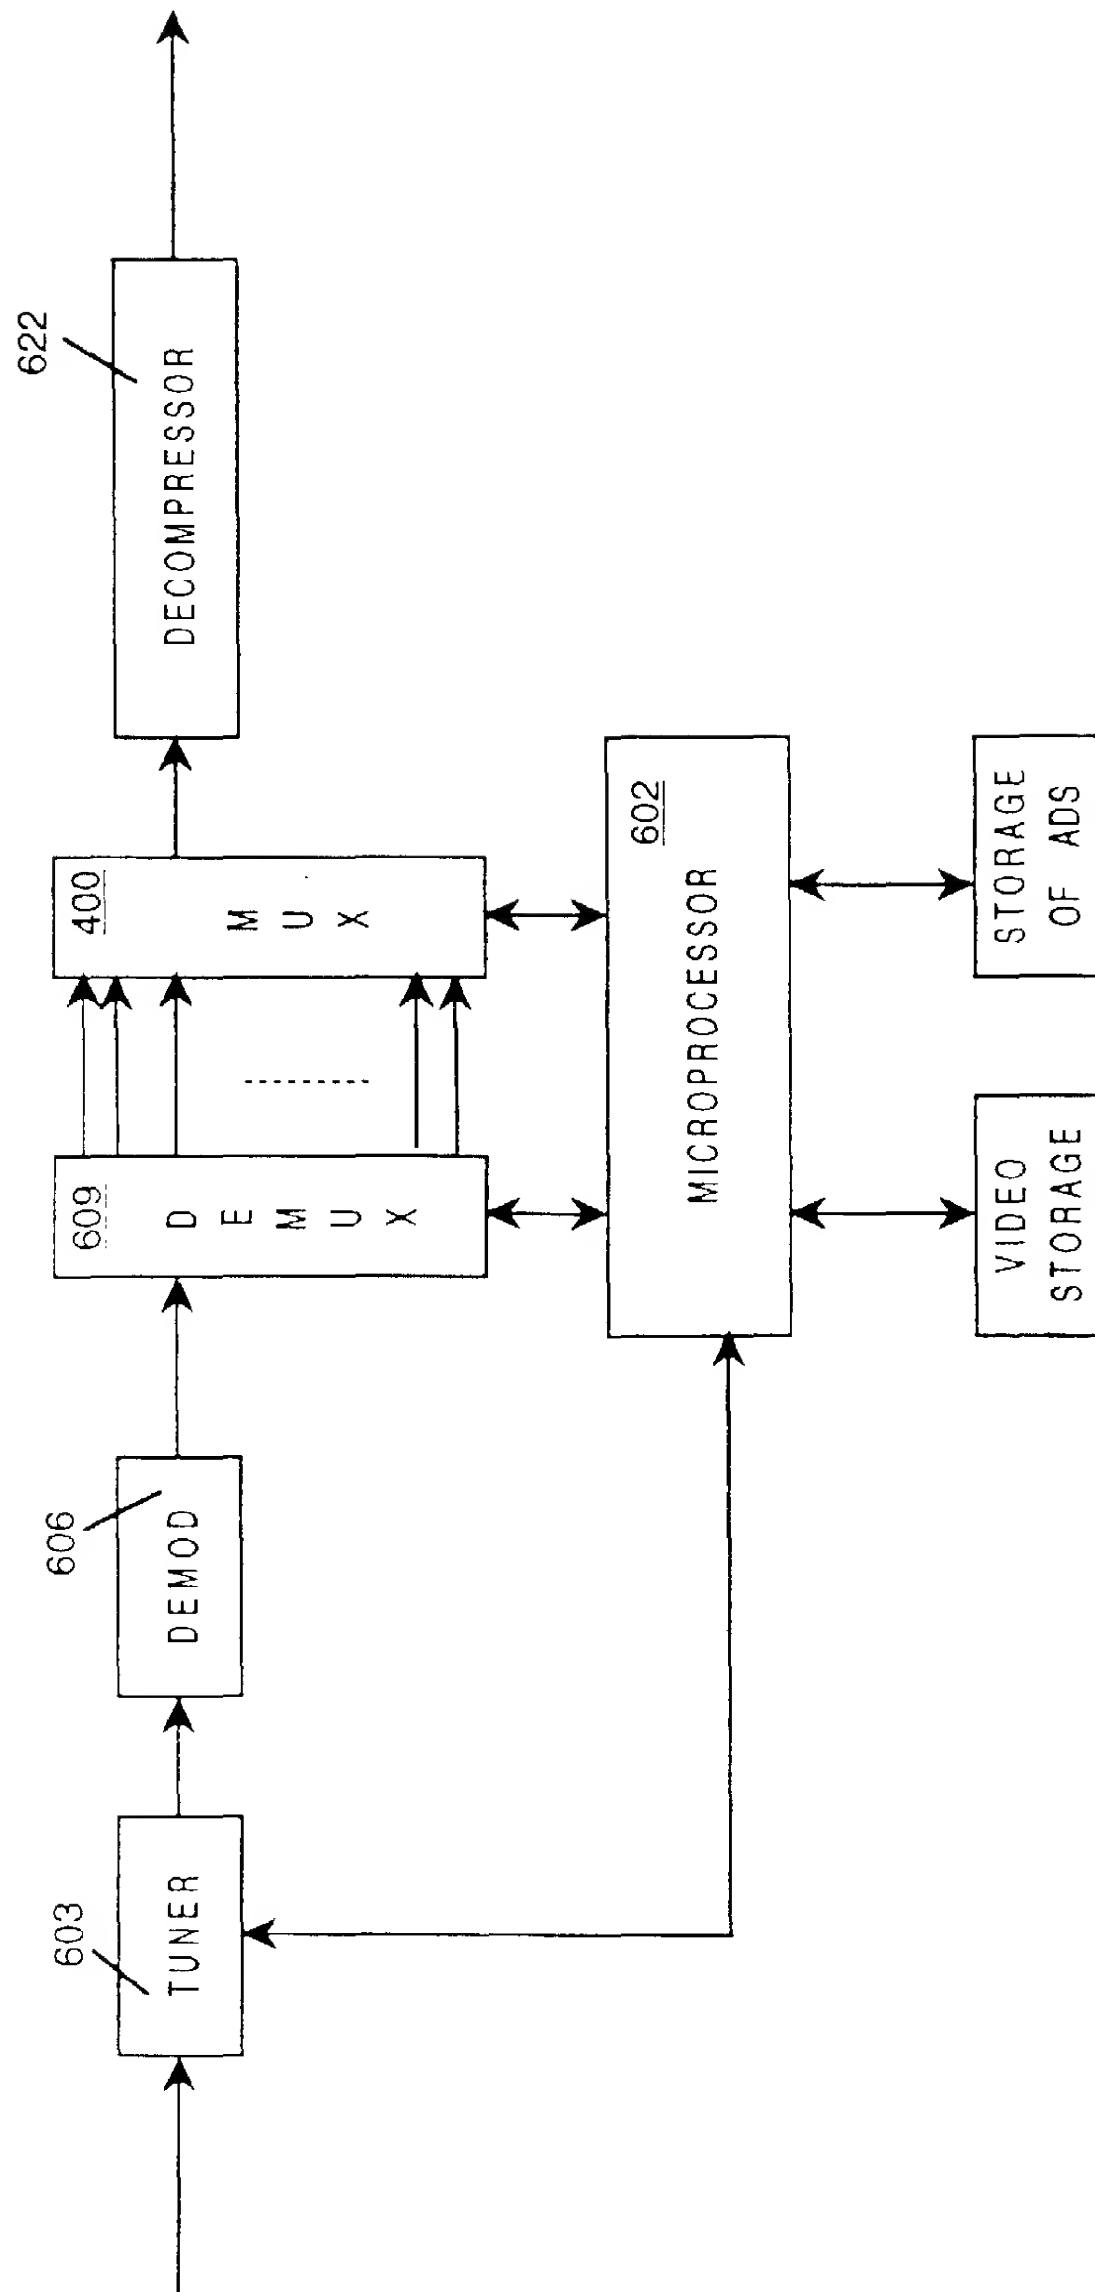 603
TUNER
606
DEMOD
609
DEMUX
400
MUX
622
DECOMPRESSOR
602
MICROPROCESSOR
VIDEO
STORAGE
STORAGE
OF ADS